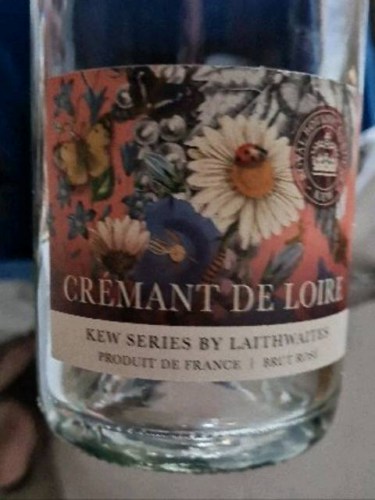 CRÉMANT DE LOIRE
KEW SERIES BY LAITHWAITES
PRODUIT DE FRANCE | BRUT ROSÉ